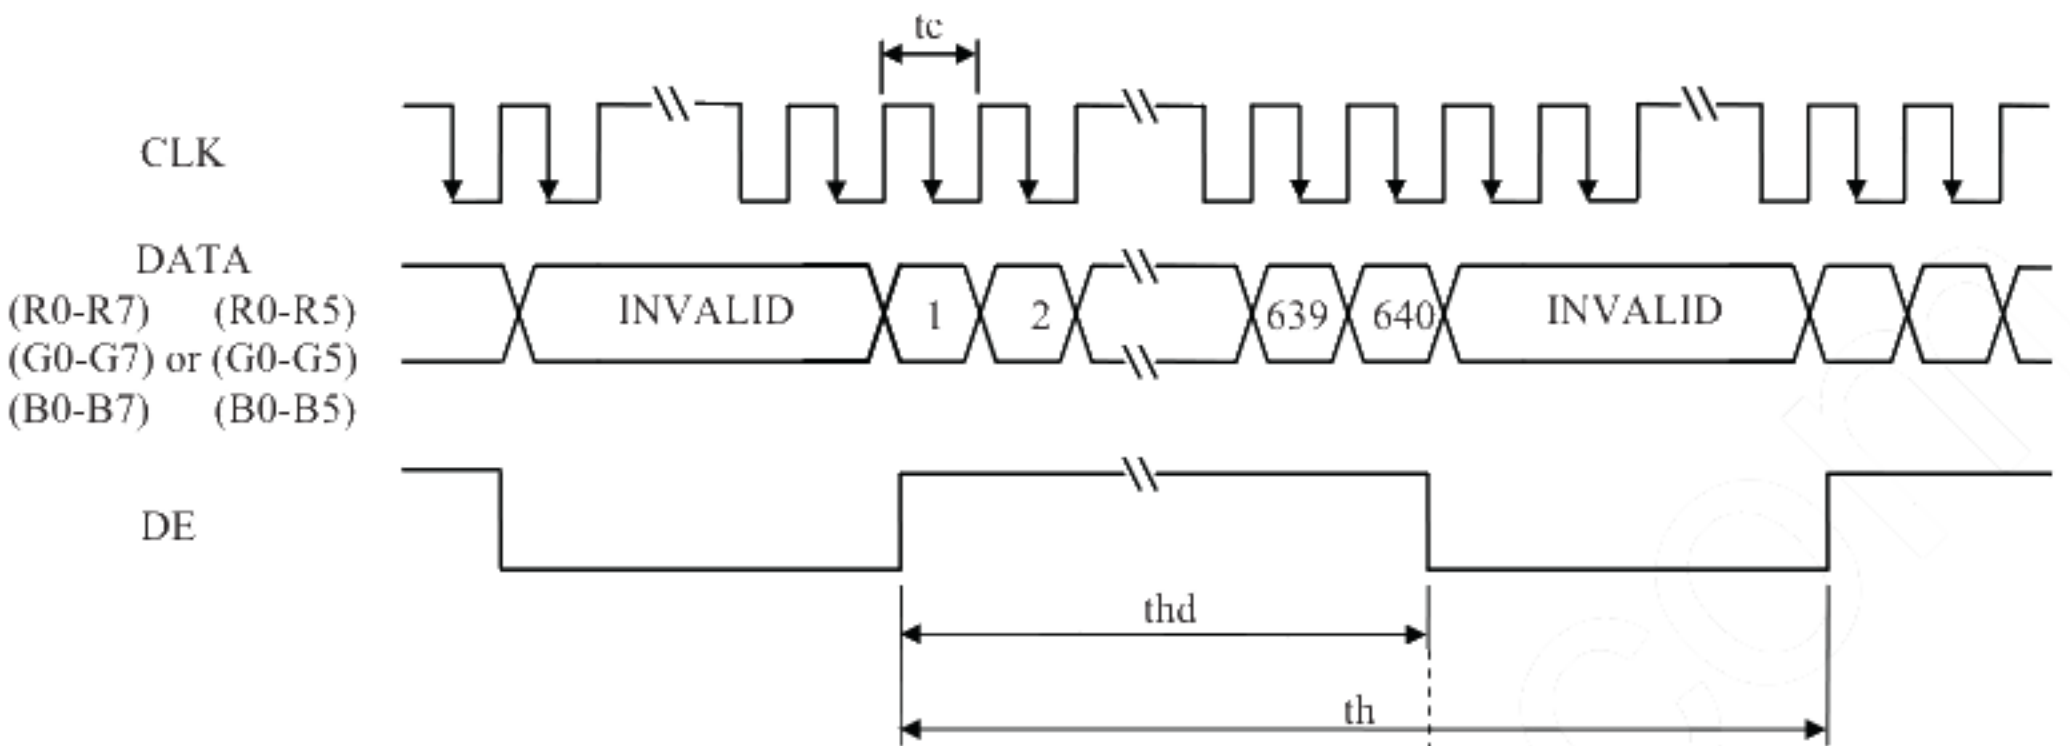 tc
CLK
DATA
(R0-R7) (R0-R5)
(G0-G7) or (G0-G5)
(B0-B7) (B0-B5)
INVALID 1 2 639 640 INVALID
DE
thd
th